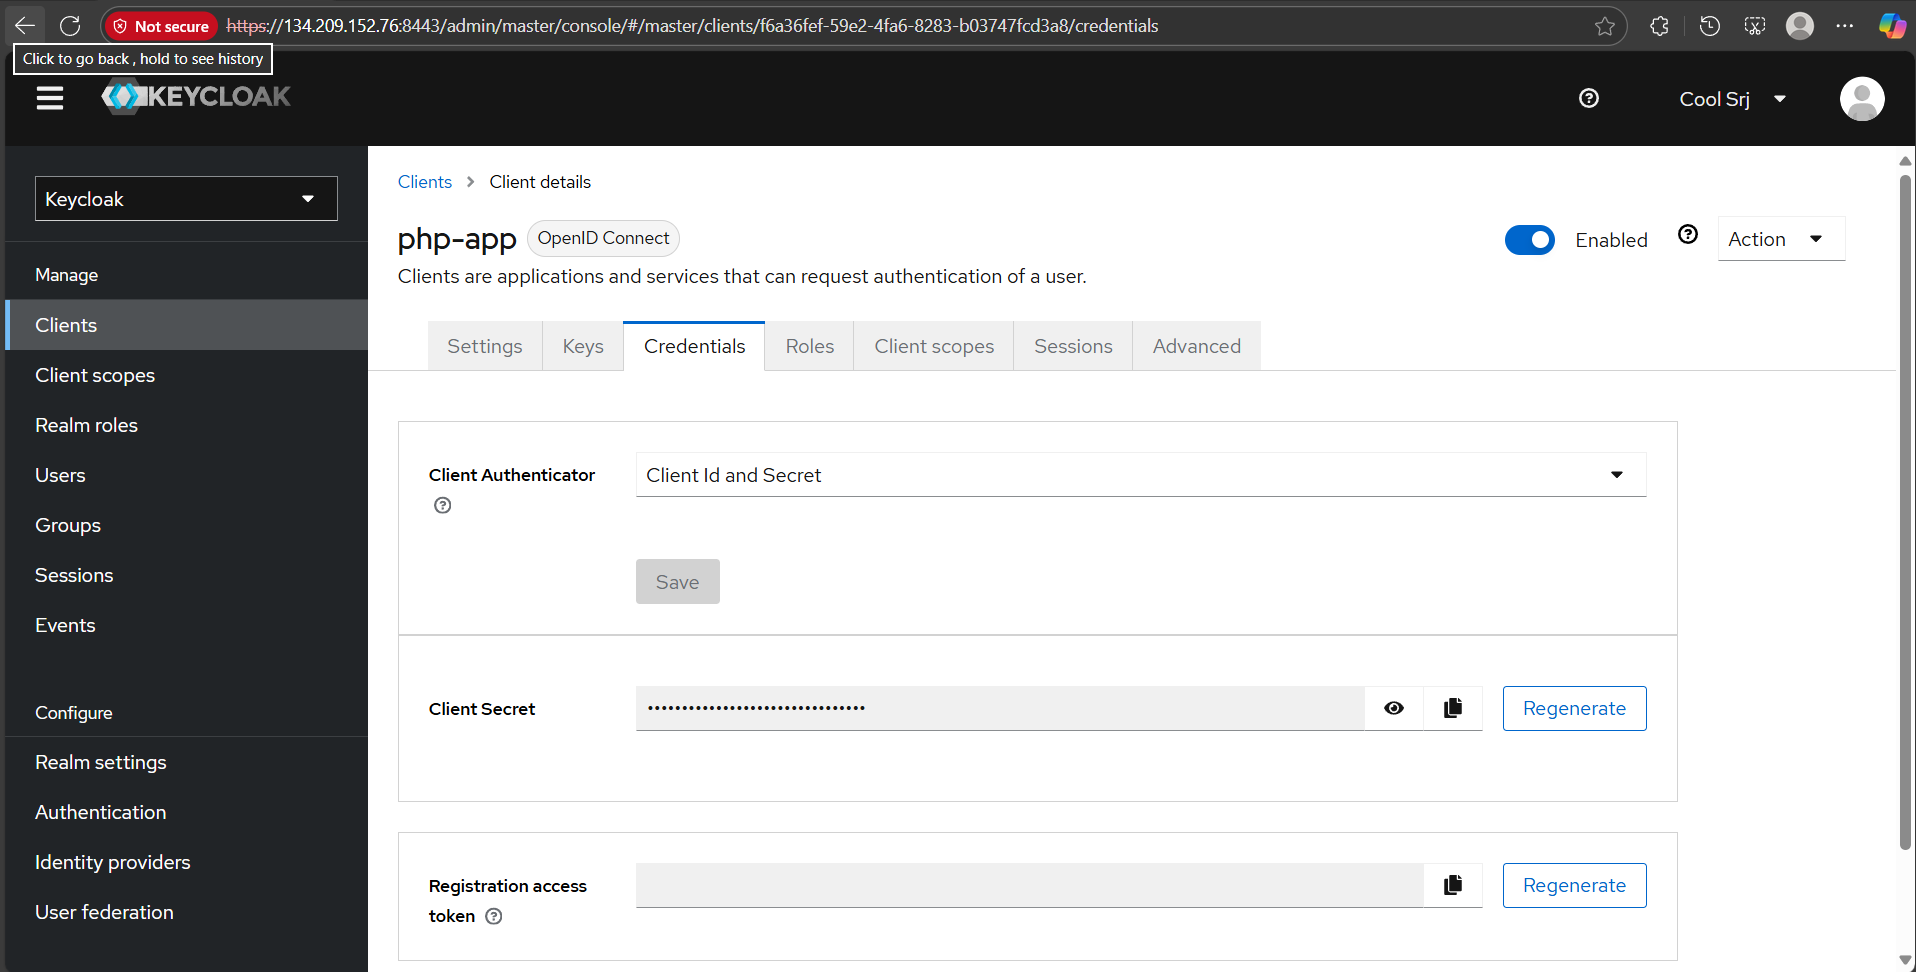 Not secure https://134.209.152.76:8443/admin/master/console/#/master/clients/f6a36fef-59e2-4fa6-8283-b03747fcd3a8/credentials
Click to go back , hold to see history
KEYCLOAK
Cool Srj
Keycloak
Manage
Clients
Client scopes
Realm roles
Users
Groups
Sessions
Events
Configure
Realm settings
Authentication
Identity providers
User federation
Clients > Client details
php-app OpenID Connect
Enabled
Action
Clients are applications and services that can request authentication of a user.
Settings Keys Credentials Roles Client scopes Sessions Advanced
Client Authenticator Client Id and Secret
Save
Client Secret ••••••••••••••••••••••••••••••••
Regenerate
Registration access
token
Regenerate